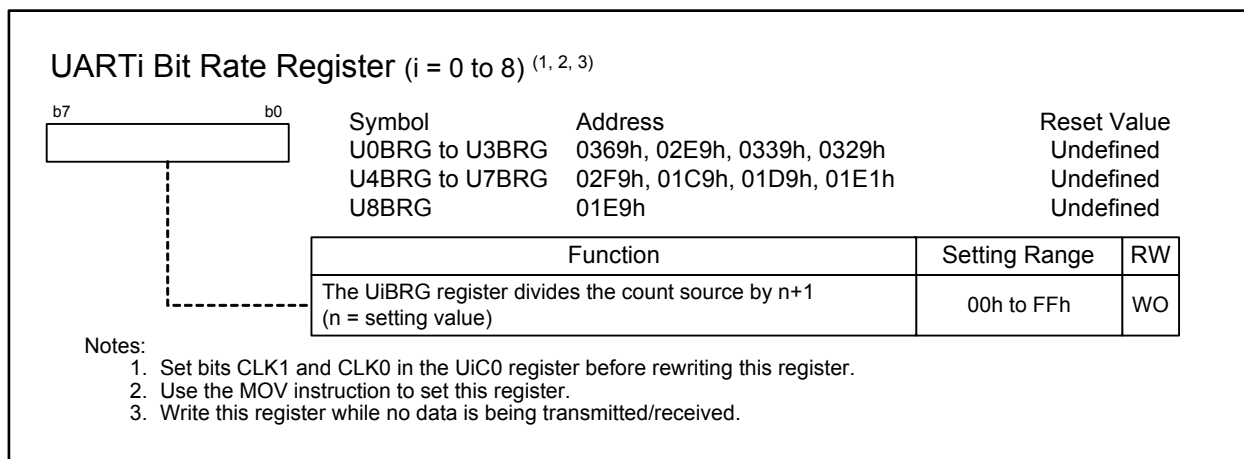 UARTi Bit Rate Register (i = 0 to 8) (1, 2, 3)
b7 b0
Symbol Address Reset Value
U0BRG to U3BRG 0369h, 02E9h, 0339h, 0329h Undefined
U4BRG to U7BRG 02F9h, 01C9h, 01D9h, 01E1h Undefined
U8BRG 01E9h Undefined
Function Setting Range RW
The UiBRG register divides the count source by n+1
(n = setting value) 00h to FFh WO
Notes:
1. Set bits CLK1 and CLK0 in the UiC0 register before rewriting this register.
2. Use the MOV instruction to set this register.
3. Write this register while no data is being transmitted/received.